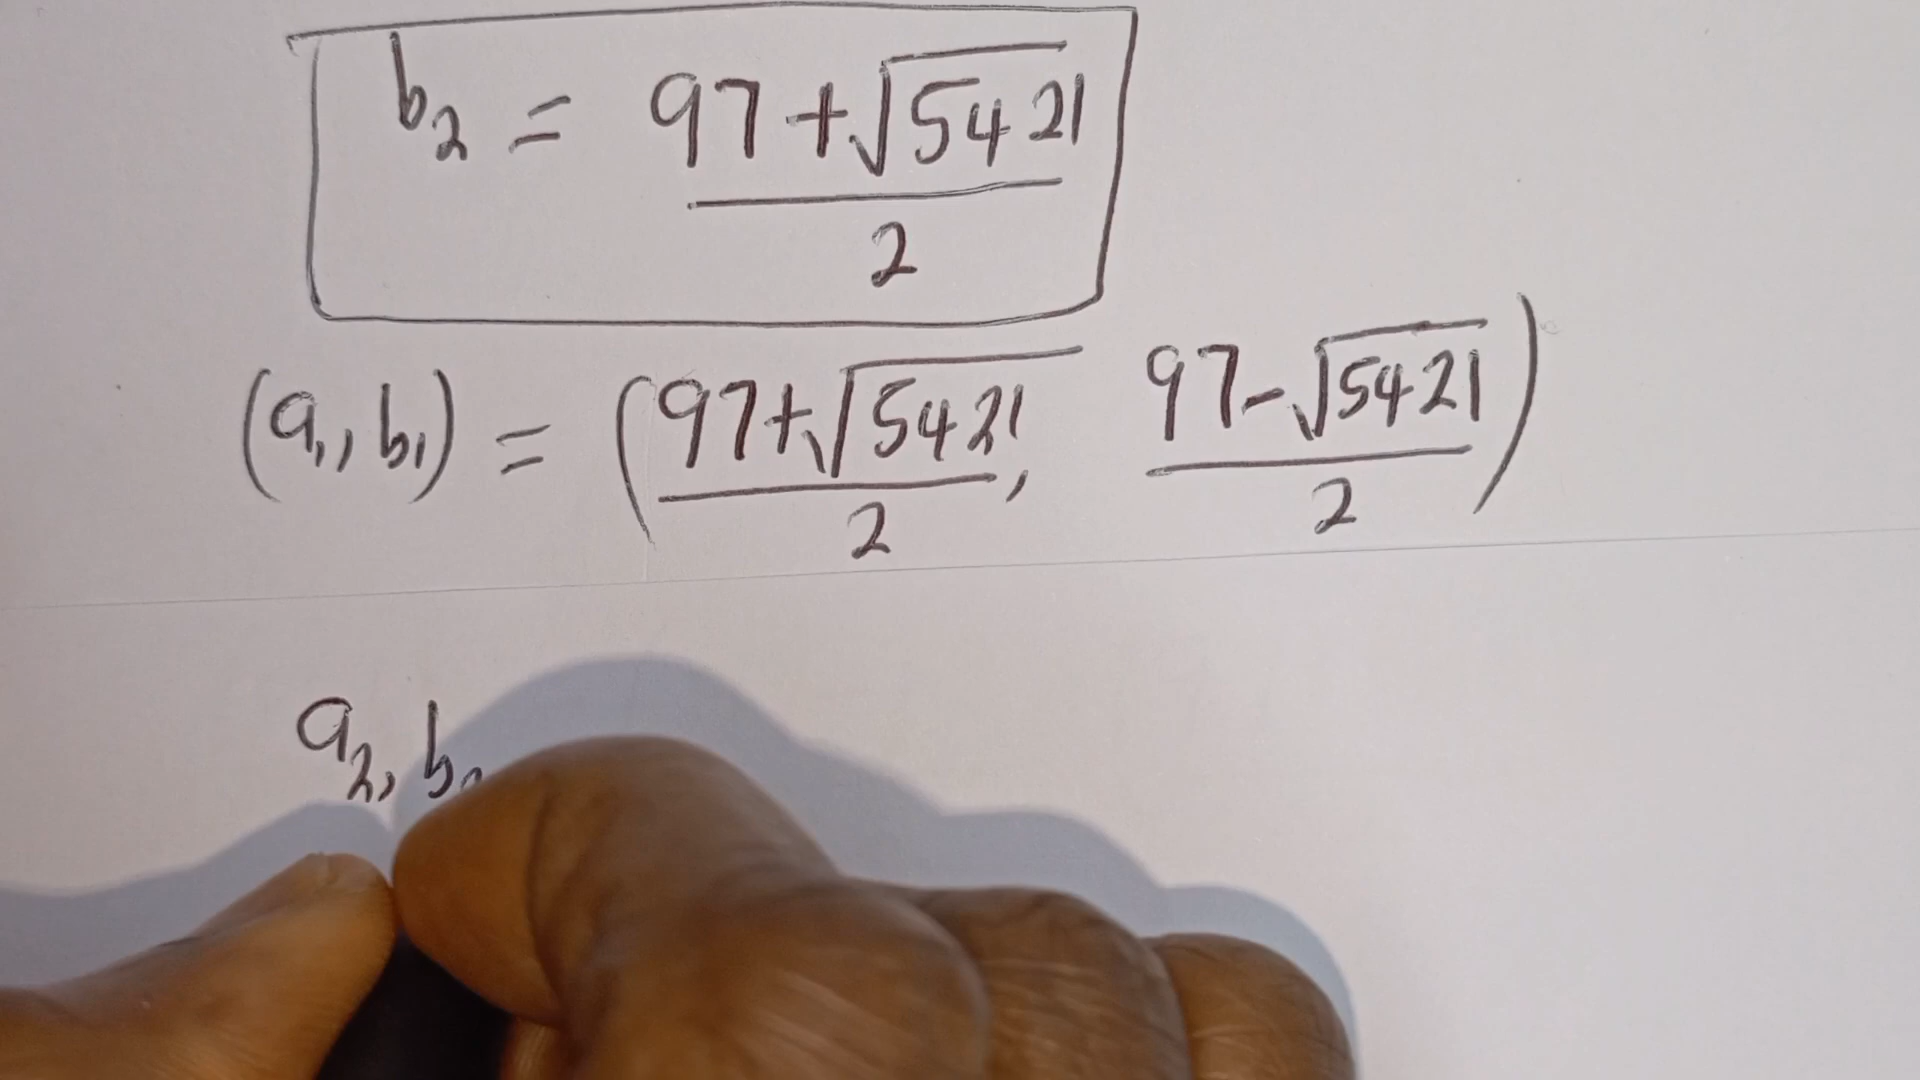 b₂ = 97+√5421 / 2
(a₁, b₁) = (97+√5421 / 2, 97-√5421 / 2)
a₂, b